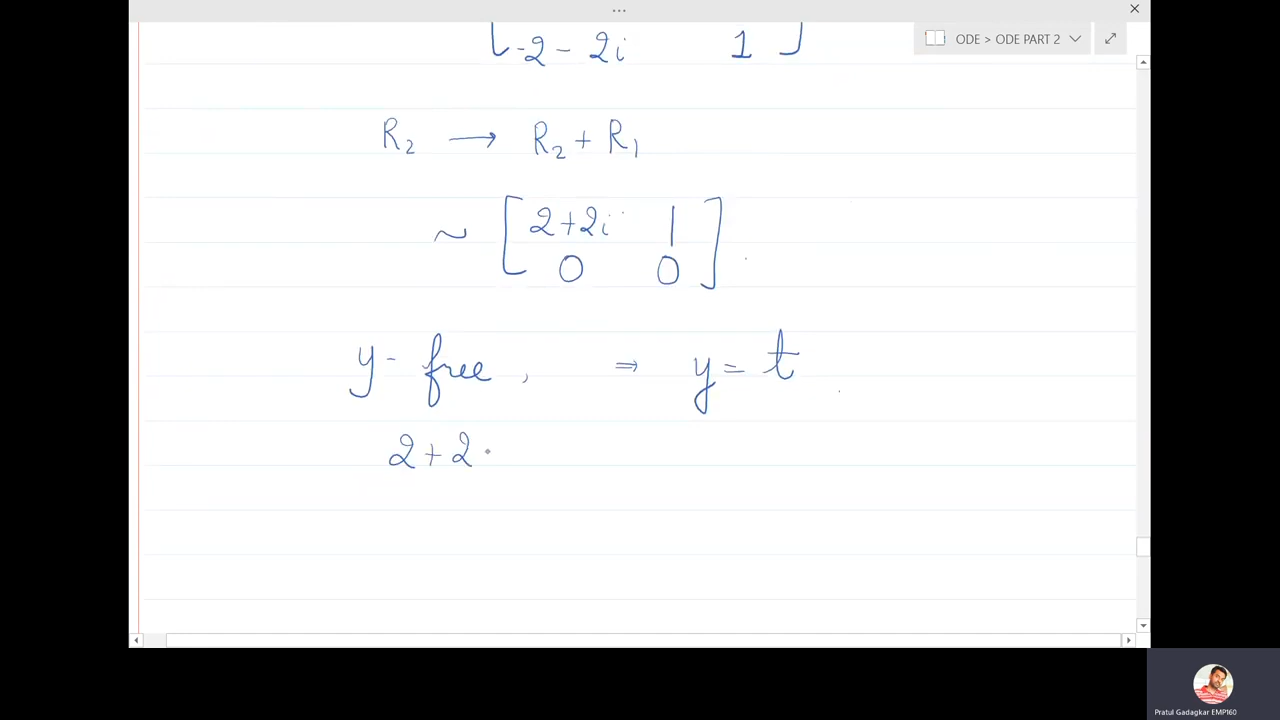 ...
ODE > ODE PART 2
-2 - 2i 1
R2 → R2 + R1
~ [ 2+2i 1
0 0 ]
y - free, ⇒ y = t
2+2
Pratul Gadagkar EMP160